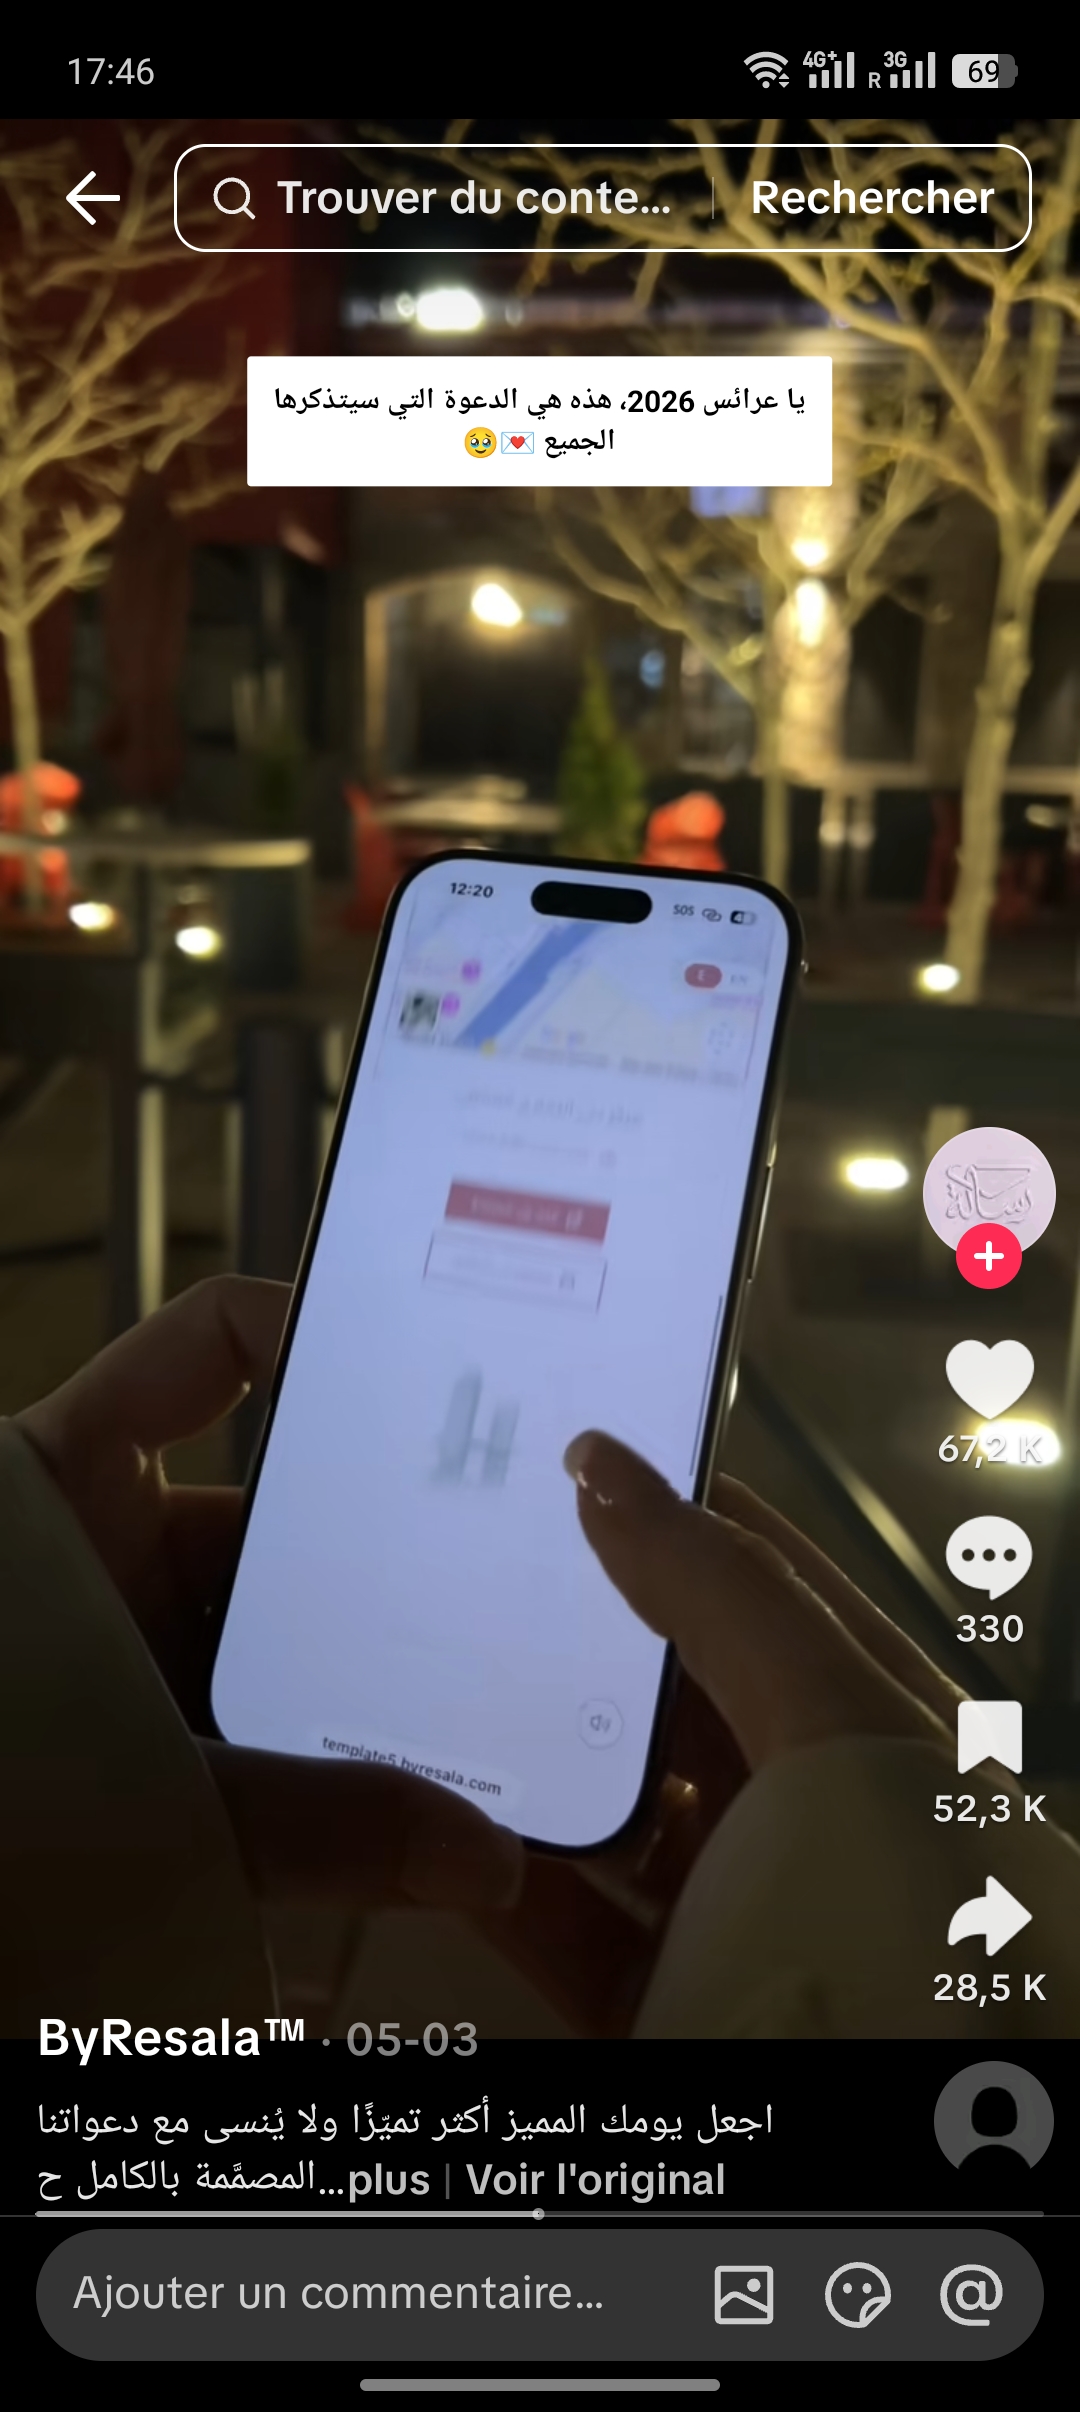 17:46
4G+
R 3G
69
Trouver du conte... | Rechercher
يا عرائس 2026، هذه هي الدعوة التي سيتذكرها
الجميع 💌🥹
12:20
SOS
رسالة
67,2 K
330
52,3 K
28,5 K
template5.byresala.com
ByResala™ · 05-03
اجعل يومك المميز أكثر تميّزًا ولا يُنسى مع دعواتنا
المصمَّمة بالكامل ح...plus | Voir l'original
Ajouter un commentaire...